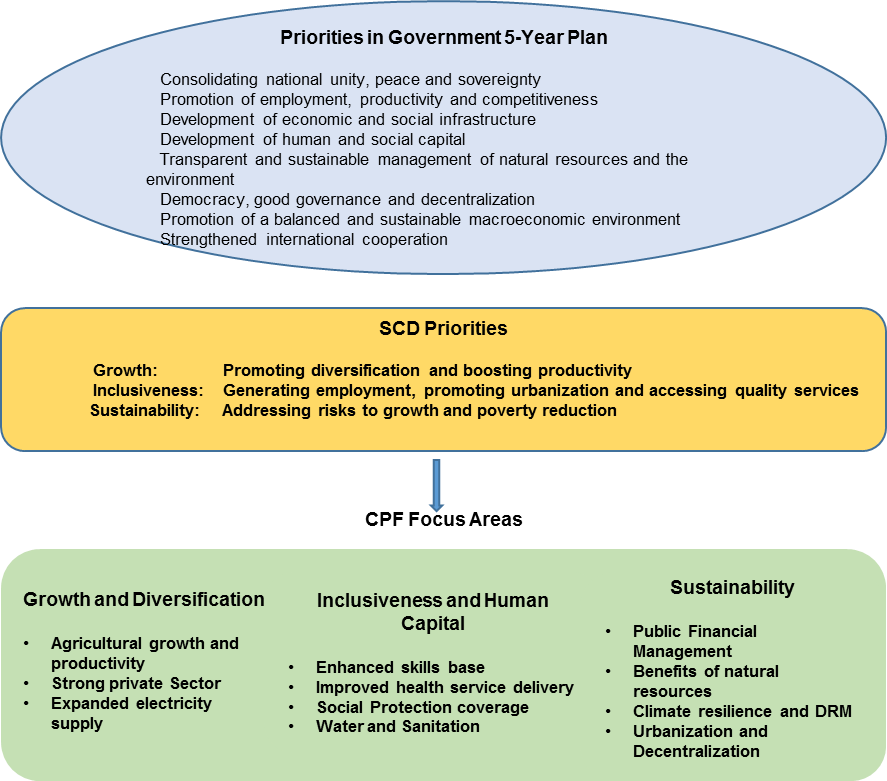 Priorities in Government 5-Year Plan
Consolidating national unity, peace and sovereignty
Promotion of employment, productivity and competitiveness
Development of economic and social infrastructure
Development of human and social capital
Transparent and sustainable management of natural resources and the
environment
Democracy, good governance and decentralization
Promotion of a balanced and sustainable macroeconomic environment
Strengthened international cooperation
SCD Priorities
Growth: Promoting diversification and boosting productivity
Inclusiveness: Generating employment, promoting urbanization and accessing quality services
Sustainability: Addressing risks to growth and poverty reduction
CPF Focus Areas
Growth and Diversification
• Agricultural growth and
productivity
• Strong private Sector
• Expanded electricity
supply
Inclusiveness and Human
Capital
• Enhanced skills base
• Improved health service delivery
• Social Protection coverage
• Water and Sanitation
Sustainability
• Public Financial
Management
• Benefits of natural
resources
• Climate resilience and DRM
• Urbanization and
Decentralization